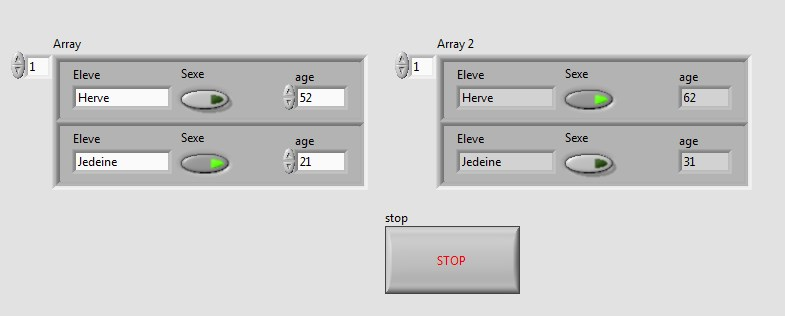 Array
1
Eleve Sexe age
Herve 52
Eleve Sexe age
Jedeine 21
Array 2
1
Eleve Sexe age
Herve 62
Eleve Sexe age
Jedeine 31
stop
STOP